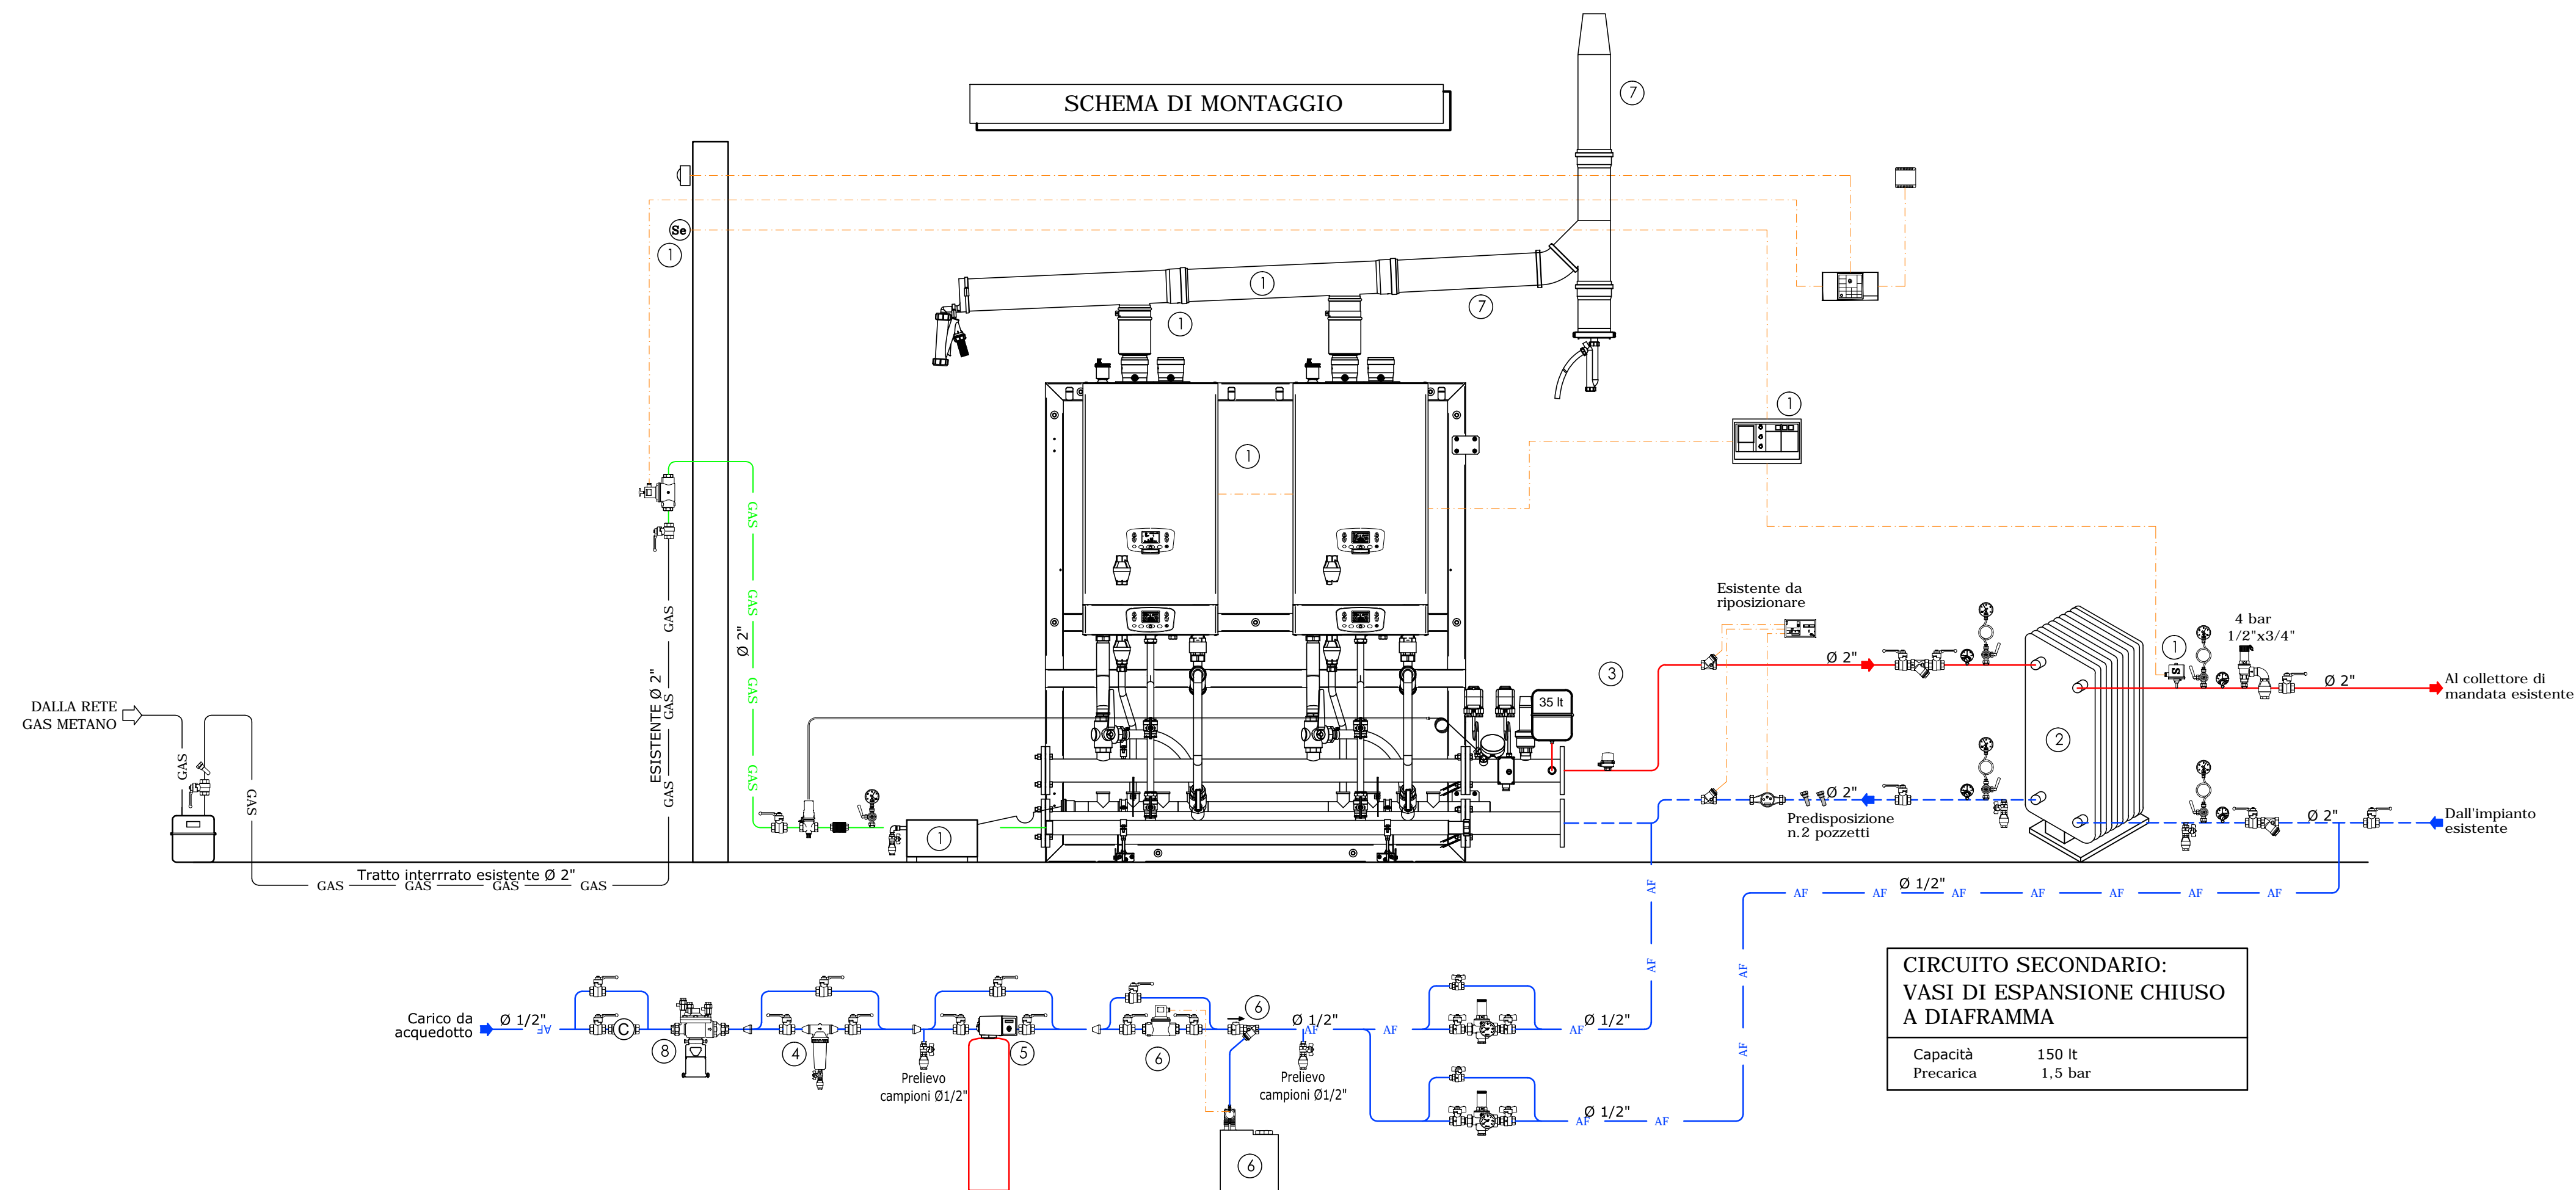 SCHEMA DI MONTAGGIO
7
Se
1
1
1
7
1
1
GAS
GAS
GAS
GAS
Ø 2"
GAS
GAS
GAS
ESISTENTE Ø 2"
DALLA RETE
GAS METANO
GAS
GAS
Tratto interrrato esistente Ø 2"
GAS
GAS
GAS
GAS
1
35 lt
3
Esistente da
riposizionare
Ø 2"
Ø 2"
Predisposizione
n.2 pozzetti
2
1
S
4 bar
1/2"x3/4"
Ø 2"
Al collettore di
mandata esistente
Ø 2"
Dall'impianto
esistente
AF
AF
AF
AF
AF
Ø 1/2"
AF
AF
AF
AF
AF
AF
AF
Carico da
acquedotto
Ø 1/2"
AF
C
8
4
Prelievo
campioni Ø1/2"
5
6
6
Ø 1/2"
AF
Prelievo
campioni Ø1/2"
6
AF
AF
Ø 1/2"
AF
AF
Ø 1/2"
AF
CIRCUITO SECONDARIO:
VASI DI ESPANSIONE CHIUSO
A DIAFRAMMA
Capacità 150 lt
Precarica 1,5 bar